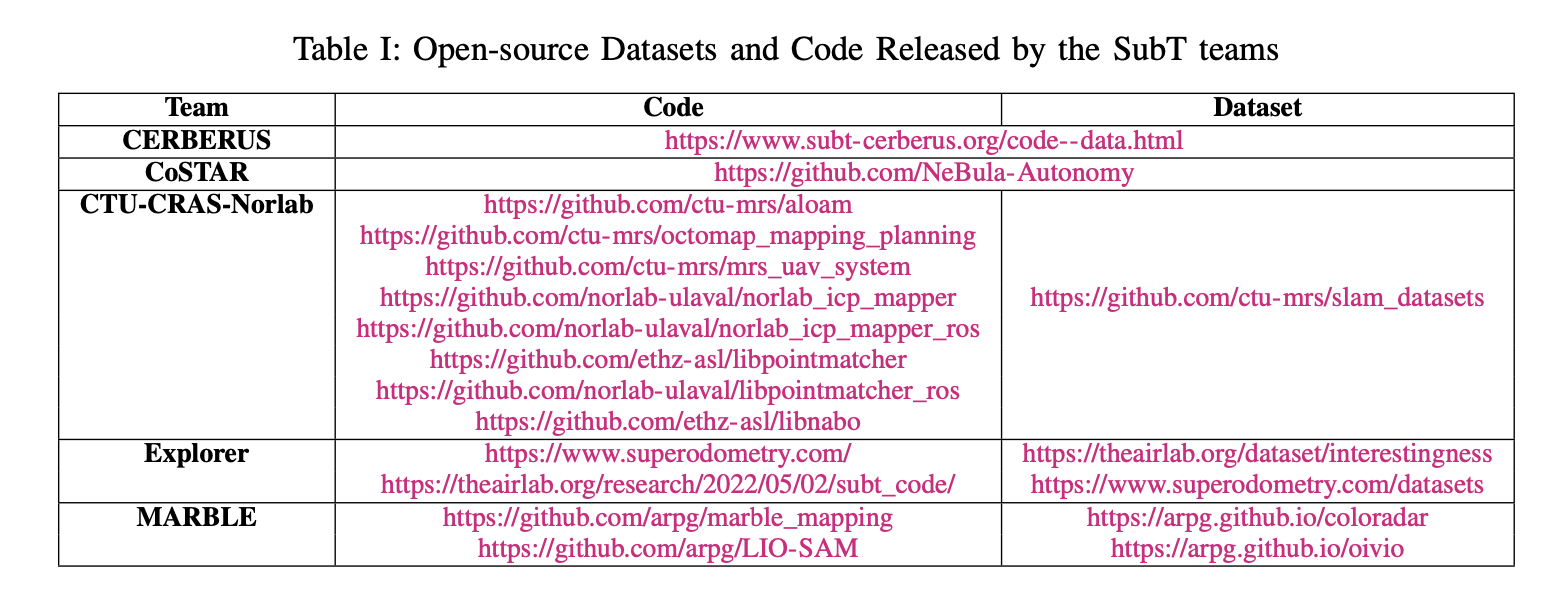 Table I: Open-source Datasets and Code Released by the SubT teams
Team Code Dataset
CERBERUS https://www.subt-cerberus.org/code--data.html
CoSTAR https://github.com/NeBula-Autonomy
CTU-CRAS-Norlab https://github.com/ctu-mrs/aloam
https://github.com/ctu-mrs/octomap_mapping_planning
https://github.com/ctu-mrs/mrs_uav_system
https://github.com/norlab-ulaval/norlab_icp_mapper https://github.com/ctu-mrs/slam_datasets
https://github.com/norlab-ulaval/norlab_icp_mapper_ros
https://github.com/ethz-asl/libpointmatcher
https://github.com/norlab-ulaval/libpointmatcher_ros
https://github.com/ethz-asl/libnabo
Explorer https://www.superodometry.com/ https://theairlab.org/dataset/interestingness
https://theairlab.org/research/2022/05/02/subt_code/ https://www.superodometry.com/datasets
MARBLE https://github.com/arpg/marble_mapping https://arpg.github.io/coloradar
https://github.com/arpg/LIO-SAM https://arpg.github.io/oivio